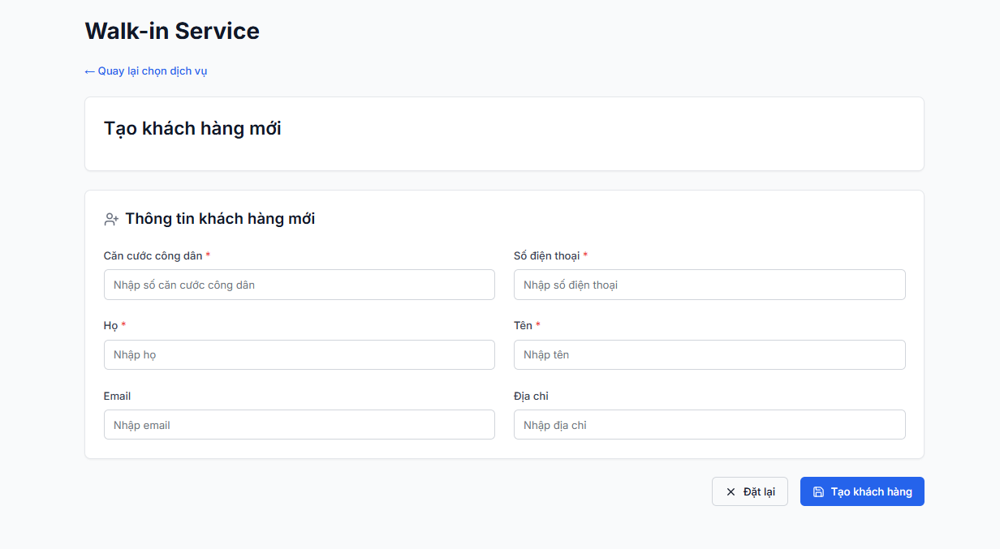 Walk-in Service
← Quay lại chọn dịch vụ
Tạo khách hàng mới
Thông tin khách hàng mới
Căn cước công dân *
Số điện thoại *
Nhập số căn cước công dân
Nhập số điện thoại
Họ *
Tên *
Nhập họ
Nhập tên
Email
Địa chỉ
Nhập email
Nhập địa chỉ
Đặt lại
Tạo khách hàng